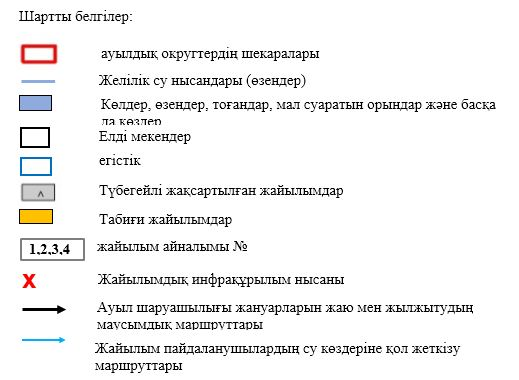 Шартты белгілер:
ауылдық округтердің шекаралары
Желілік су нысандары (өзендер)
Көлдер, өзендер, тоғандар, мал суаратын орындар және басқа
да көздер
Елді мекендер
егістік
^
Түбегейлі жақсартылған жайылымдар
Табиғи жайылымдар
1,2,3,4 жайылым айналымы №
X Жайылымдық инфрақұрылым нысаны
Ауыл шаруашылығы жануарларын жаю мен жылжытудың
маусымдық маршруттары
Жайылым пайдаланушылардың су көздеріне қол жеткізу
маршруттары